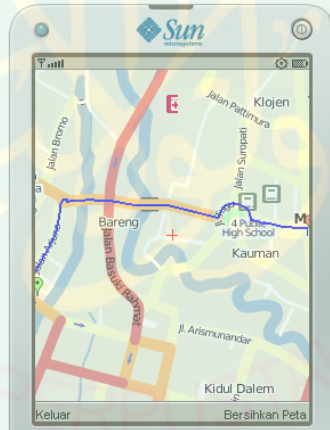 Sun
microsystems
Jalan Pattimura
Klojen
Jalan Bromo
Jalan Suropati
Bareng
4 Public
High School
M
Kauman
Jalan Arjuno
Jalan Basuki Rahmat
Jl. Arismunandar
Kidul Dalem
Keluar
Bersihkan Peta